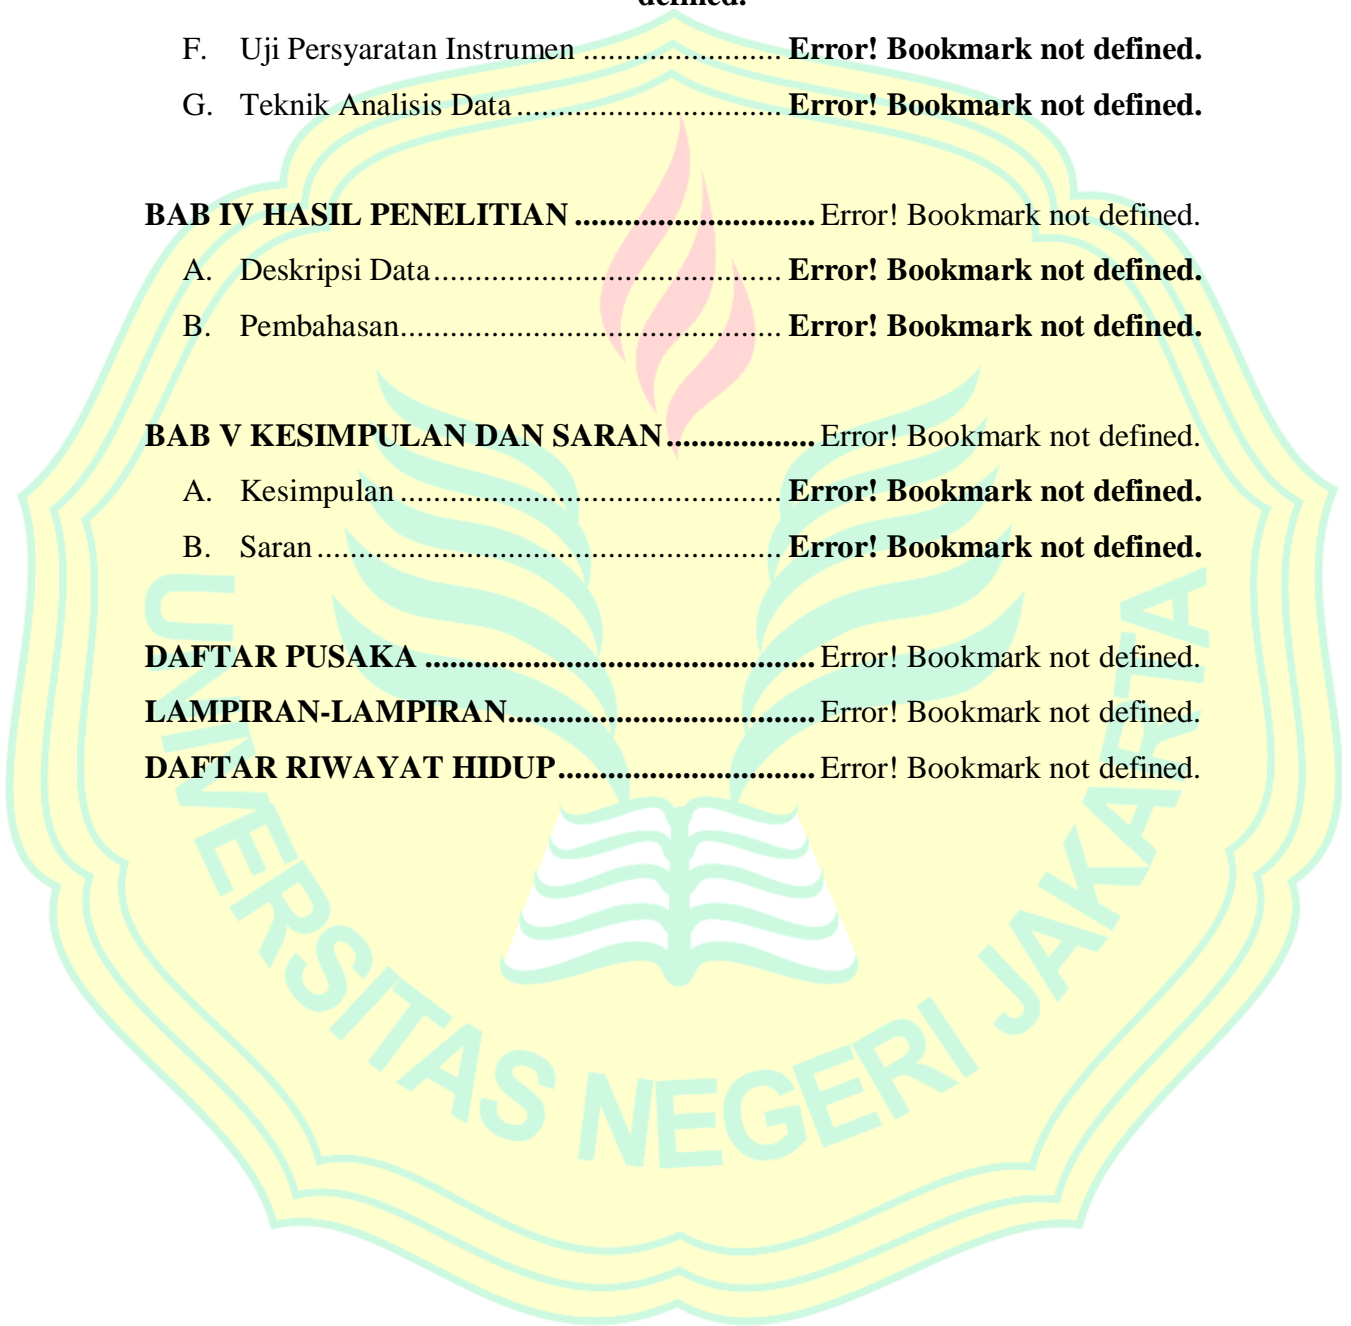 defined.
F. Uji Persyaratan Instrumen ........................ Error! Bookmark not defined.
G. Teknik Analisis Data ................................ Error! Bookmark not defined.
BAB IV HASIL PENELITIAN ............................. Error! Bookmark not defined.
A. Deskripsi Data.......................................... Error! Bookmark not defined.
B. Pembahasan.............................................. Error! Bookmark not defined.
BAB V KESIMPULAN DAN SARAN.................. Error! Bookmark not defined.
A. Kesimpulan .............................................. Error! Bookmark not defined.
B. Saran ........................................................ Error! Bookmark not defined.
DAFTAR PUSAKA ............................................... Error! Bookmark not defined.
LAMPIRAN-LAMPIRAN..................................... Error! Bookmark not defined.
DAFTAR RIWAYAT HIDUP............................... Error! Bookmark not defined.
UNIVERSITAS NEGERI JAKARTA